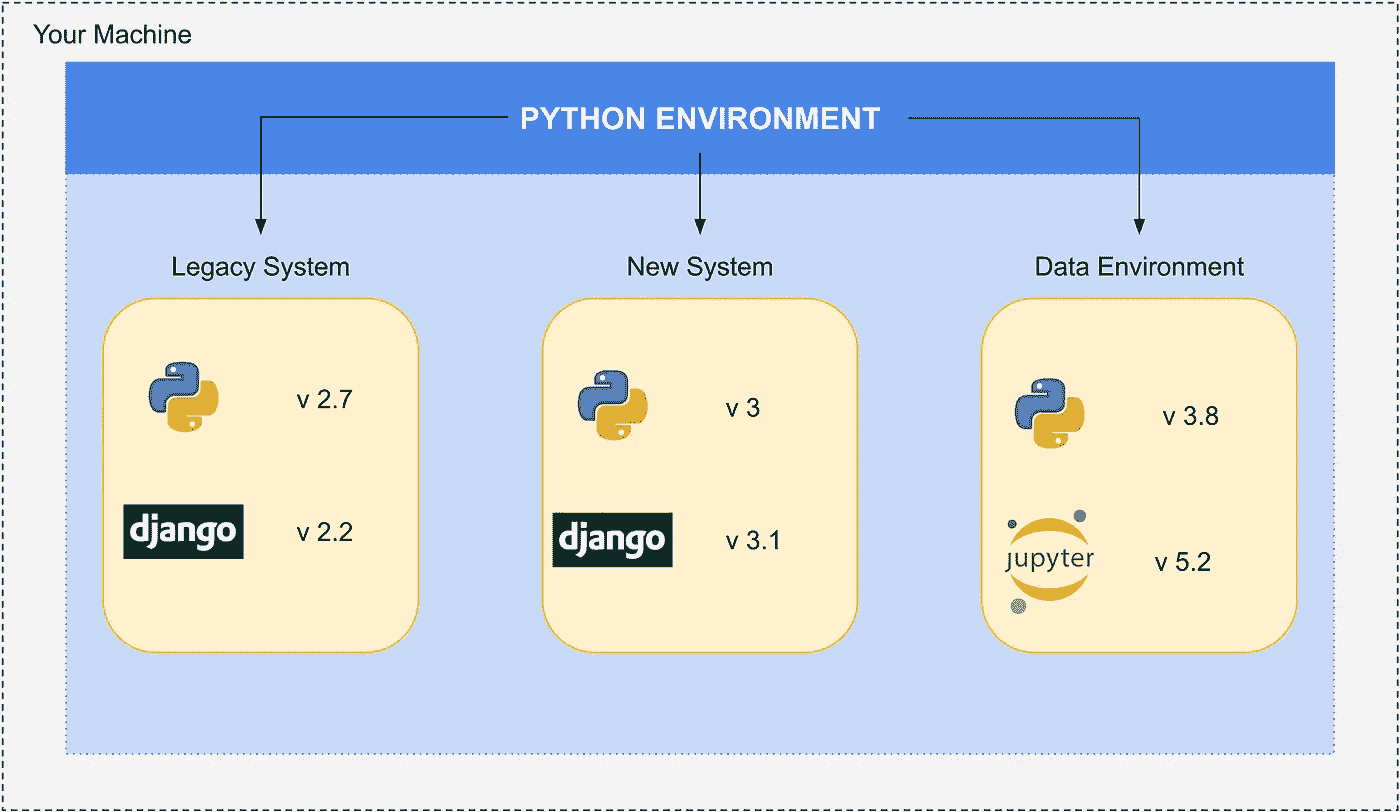 Your Machine
PYTHON ENVIRONMENT
Legacy System
New System
Data Environment
v 2.7
django
v 2.2
v 3
django
v 3.1
v 3.8
jupyter
v 5.2